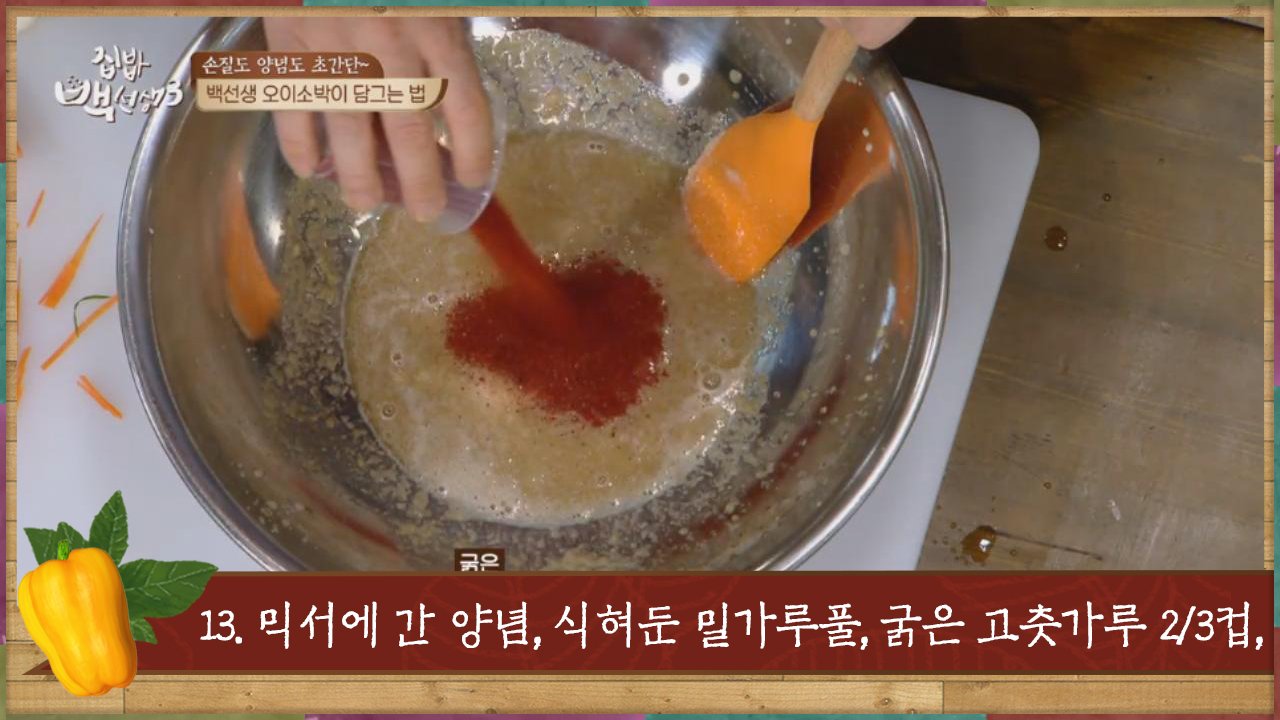 집밥
백선생3
손질도 양념도 초간단~
백선생 오이소박이 담그는 법
굵은
13. 믹서에 간 양념, 식혀둔 밀가루풀, 굵은 고춧가루 2/3컵,